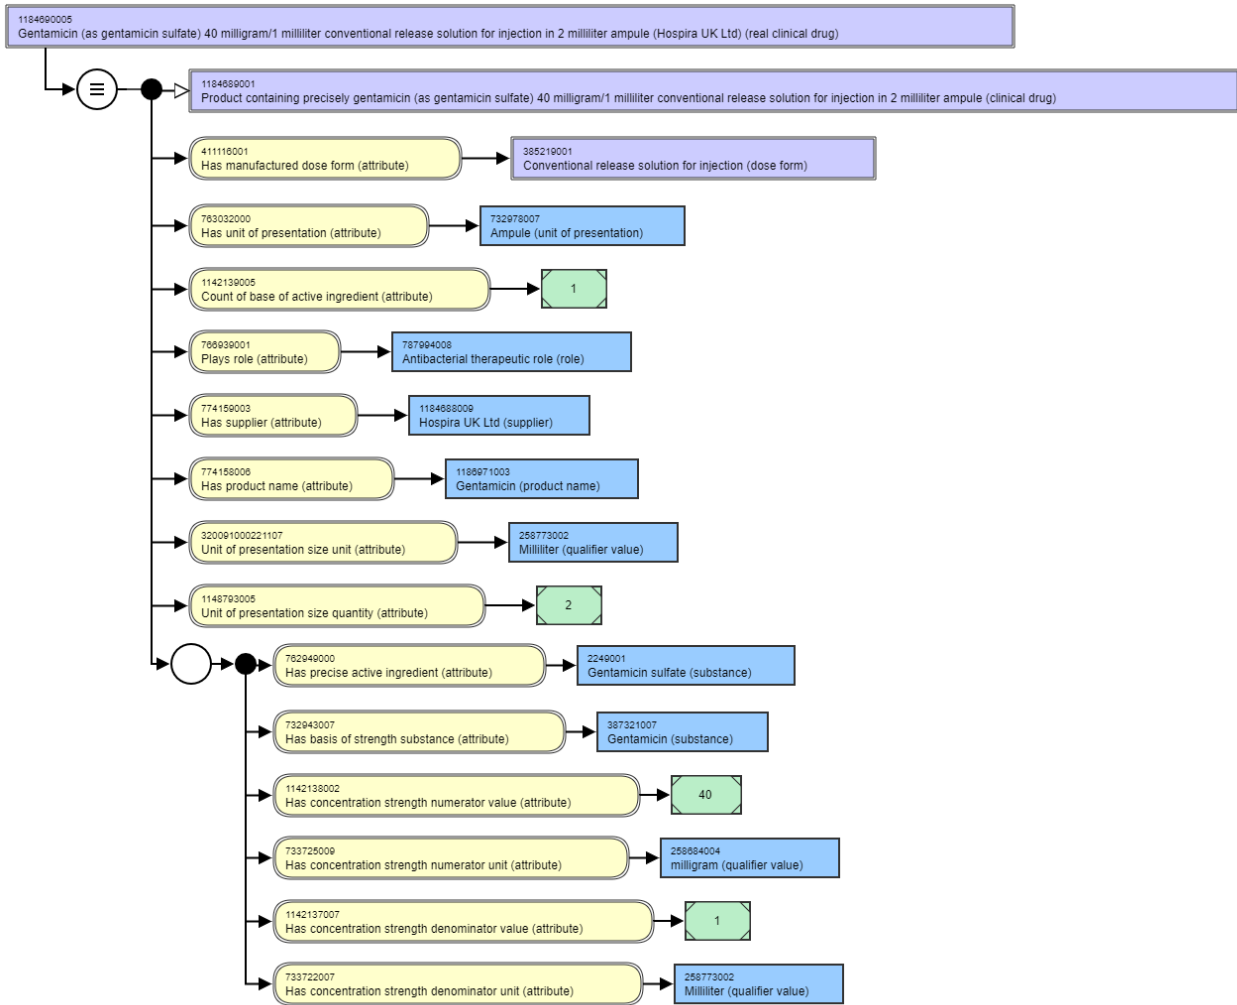 1184690005
Gentamicin (as gentamicin sulfate) 40 milligram/1 milliliter conventional release solution for injection in 2 milliliter ampule (Hospira UK Ltd) (real clinical drug)
1184689001
Product containing precisely gentamicin (as gentamicin sulfate) 40 milligram/1 milliliter conventional release solution for injection in 2 milliliter ampule (clinical drug)
411116001
Has manufactured dose form (attribute)
385219001
Conventional release solution for injection (dose form)
763032000
Has unit of presentation (attribute)
732978007
Ampule (unit of presentation)
1142139005
Count of base of active ingredient (attribute)
1
766939001
Plays role (attribute)
787994008
Antibacterial therapeutic role (role)
774159003
Has supplier (attribute)
1184688009
Hospira UK Ltd (supplier)
774158006
Has product name (attribute)
1186971003
Gentamicin (product name)
320091000221107
Unit of presentation size unit (attribute)
258773002
Milliliter (qualifier value)
1148793005
Unit of presentation size quantity (attribute)
2
762949000
Has precise active ingredient (attribute)
2249001
Gentamicin sulfate (substance)
732943007
Has basis of strength substance (attribute)
387321007
Gentamicin (substance)
1142138002
Has concentration strength numerator value (attribute)
40
733725009
Has concentration strength numerator unit (attribute)
258684004
milligram (qualifier value)
1142137007
Has concentration strength denominator value (attribute)
1
733722007
Has concentration strength denominator unit (attribute)
258773002
Milliliter (qualifier value)